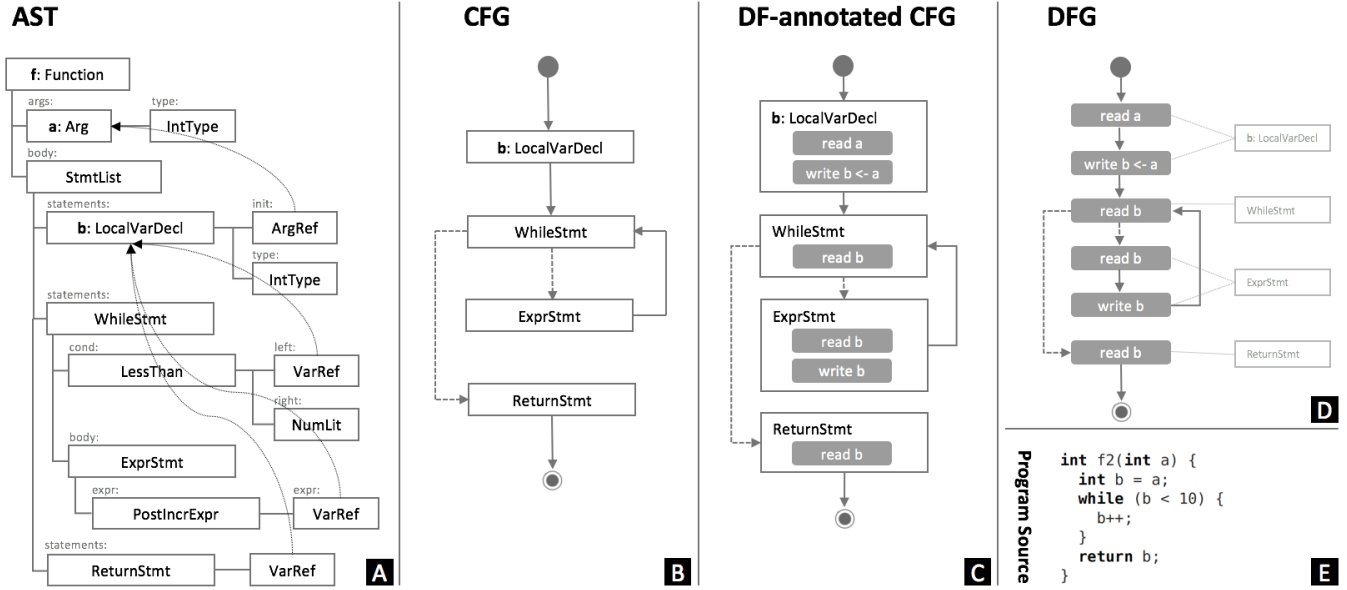 AST
f: Function
args:
type:
a: Arg
IntType
body:
StmtList
statements:
init:
b: LocalVarDecl
ArgRef
type:
IntType
statements:
WhileStmt
cond:
left:
LessThan
VarRef
right:
NumLit
body:
ExprStmt
expr:
expr:
PostIncrExpr
VarRef
statements:
ReturnStmt
VarRef
A
CFG
b: LocalVarDecl
WhileStmt
ExprStmt
ReturnStmt
B
DF-annotated CFG
b: LocalVarDecl
read a
write b <- a
WhileStmt
read b
ExprStmt
read b
write b
ReturnStmt
read b
C
DFG
read a
b: LocalVarDecl
write b <- a
read b
WhileStmt
read b
ExprStmt
write b
read b
ReturnStmt
D
Program Source
int f2(int a) {
int b = a;
while (b < 10) {
b++;
}
return b;
}
E